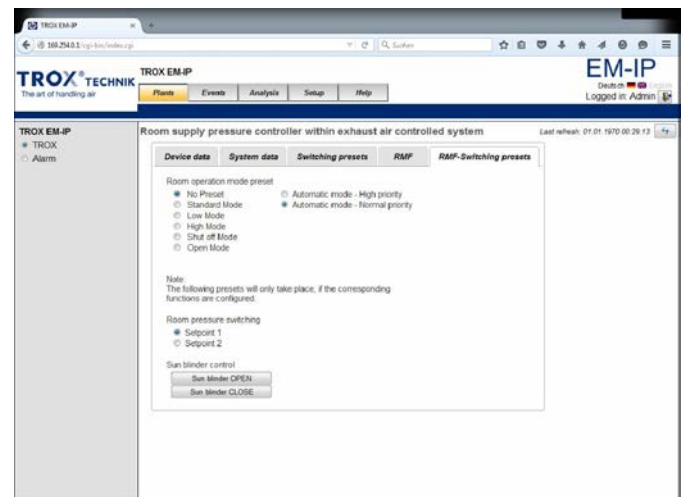 TROX EM-IP
169.254.0.1/cgi-bin/index.cgi
Suchen
TROX® TECHNIK
The art of handling air
TROX EM-IP
Plants Events Analysis Setup Help
EM-IP
Deutsch
Logged in: Admin
TROX EM-IP
TROX
Alarm
Room supply pressure controller within exhaust air controlled system
Last refresh: 01.01.1970 00:29:13
Device data System data Switching presets RMF RMF-Switching presets
Room operation mode preset
No Preset Automatic mode - High priority
Standard Mode Automatic mode - Normal priority
Low Mode
High Mode
Shut off Mode
Open Mode
Note:
The following presets will only take place, if the corresponding
functions are configured.
Room pressure switching
Setpoint 1
Setpoint 2
Sun blinder control
Sun blinder OPEN
Sun blinder CLOSE